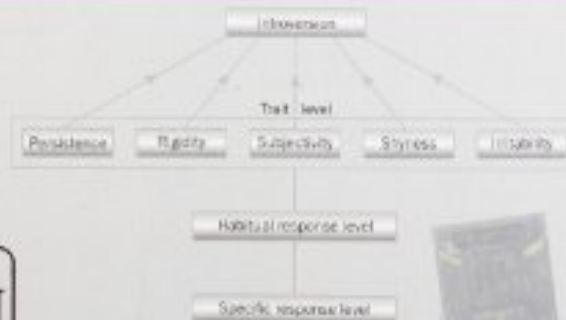 Introversion
Trait level
Persistence Rigidity Subjectivity Shyness Irritability
Habitual response level
Specific response level